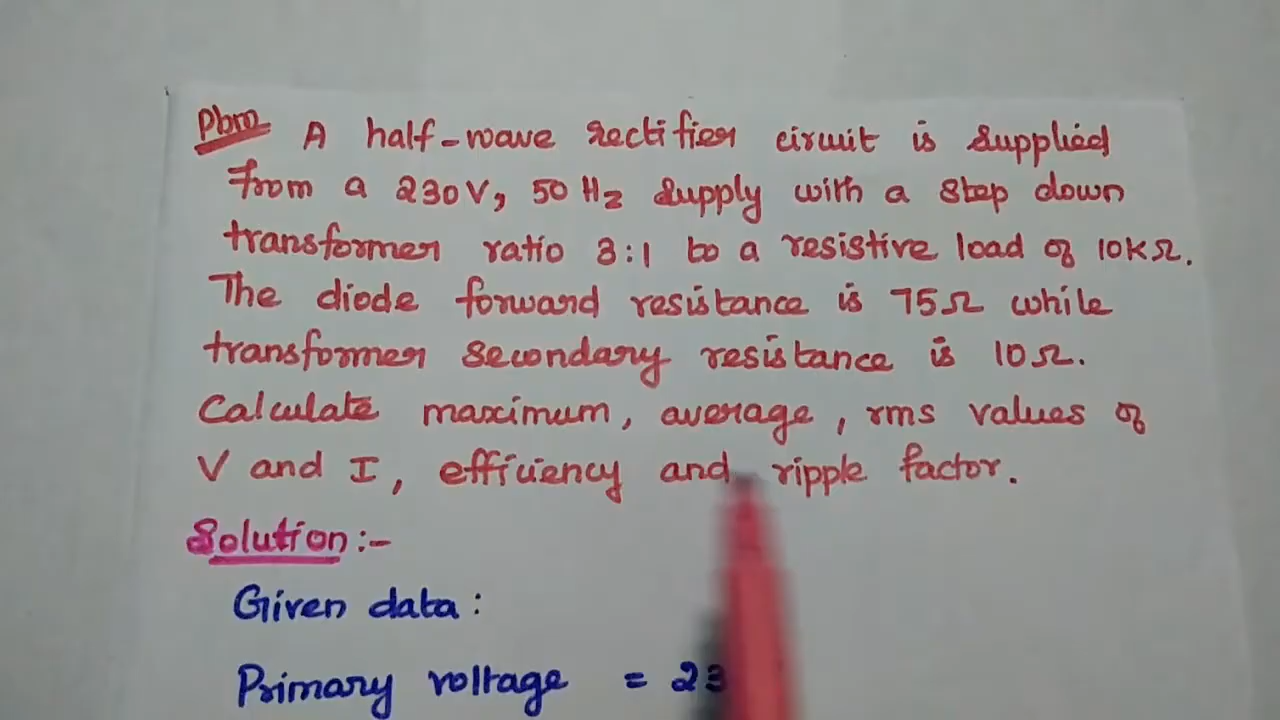 Pbm A half-wave rectifier circuit is supplied
From a 230V, 50 Hz supply with a step down
transformer ratio 3:1 to a resistive load of 10KΩ.
The diode forward resistance is 75Ω while
transformer secondary resistance is 10Ω.
Calculate maximum, average, rms values of
V and I, efficiency and ripple factor.
Solution:-
Given data:
Primary voltage = 23